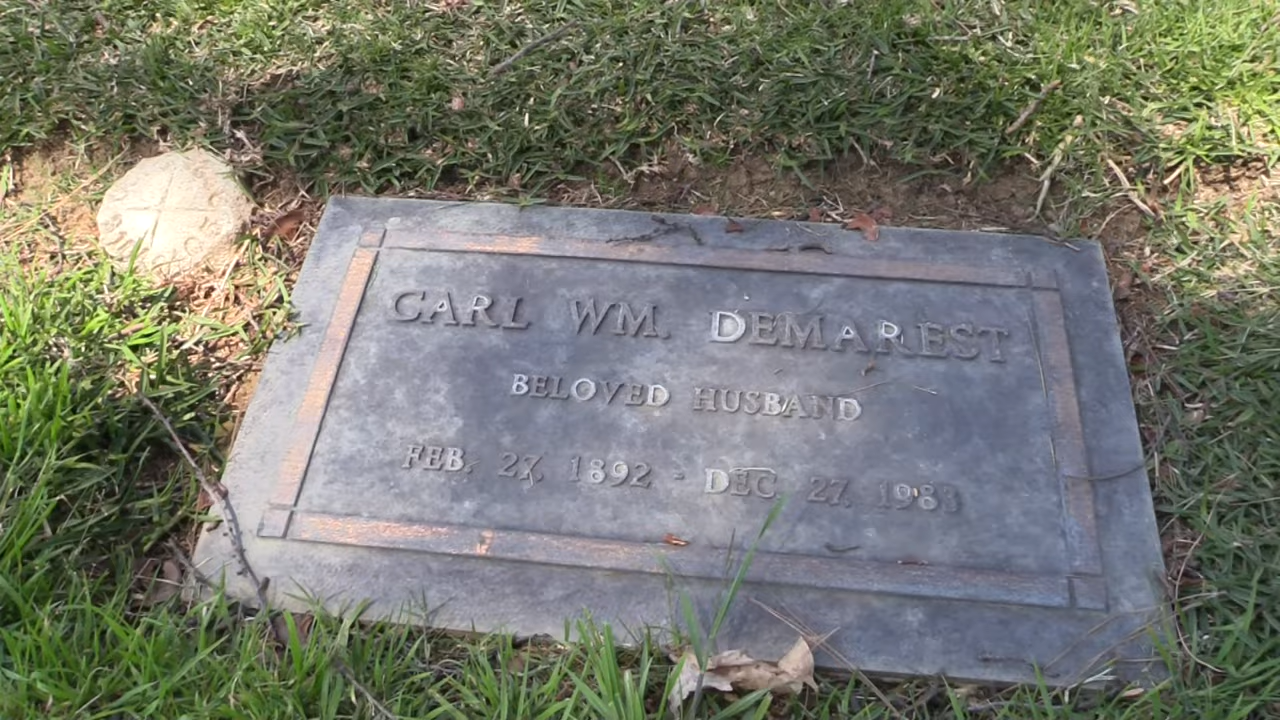 CARL WM. DEMAREST
BELOVED HUSBAND
FEB. 27, 1892 - DEC. 27, 1983